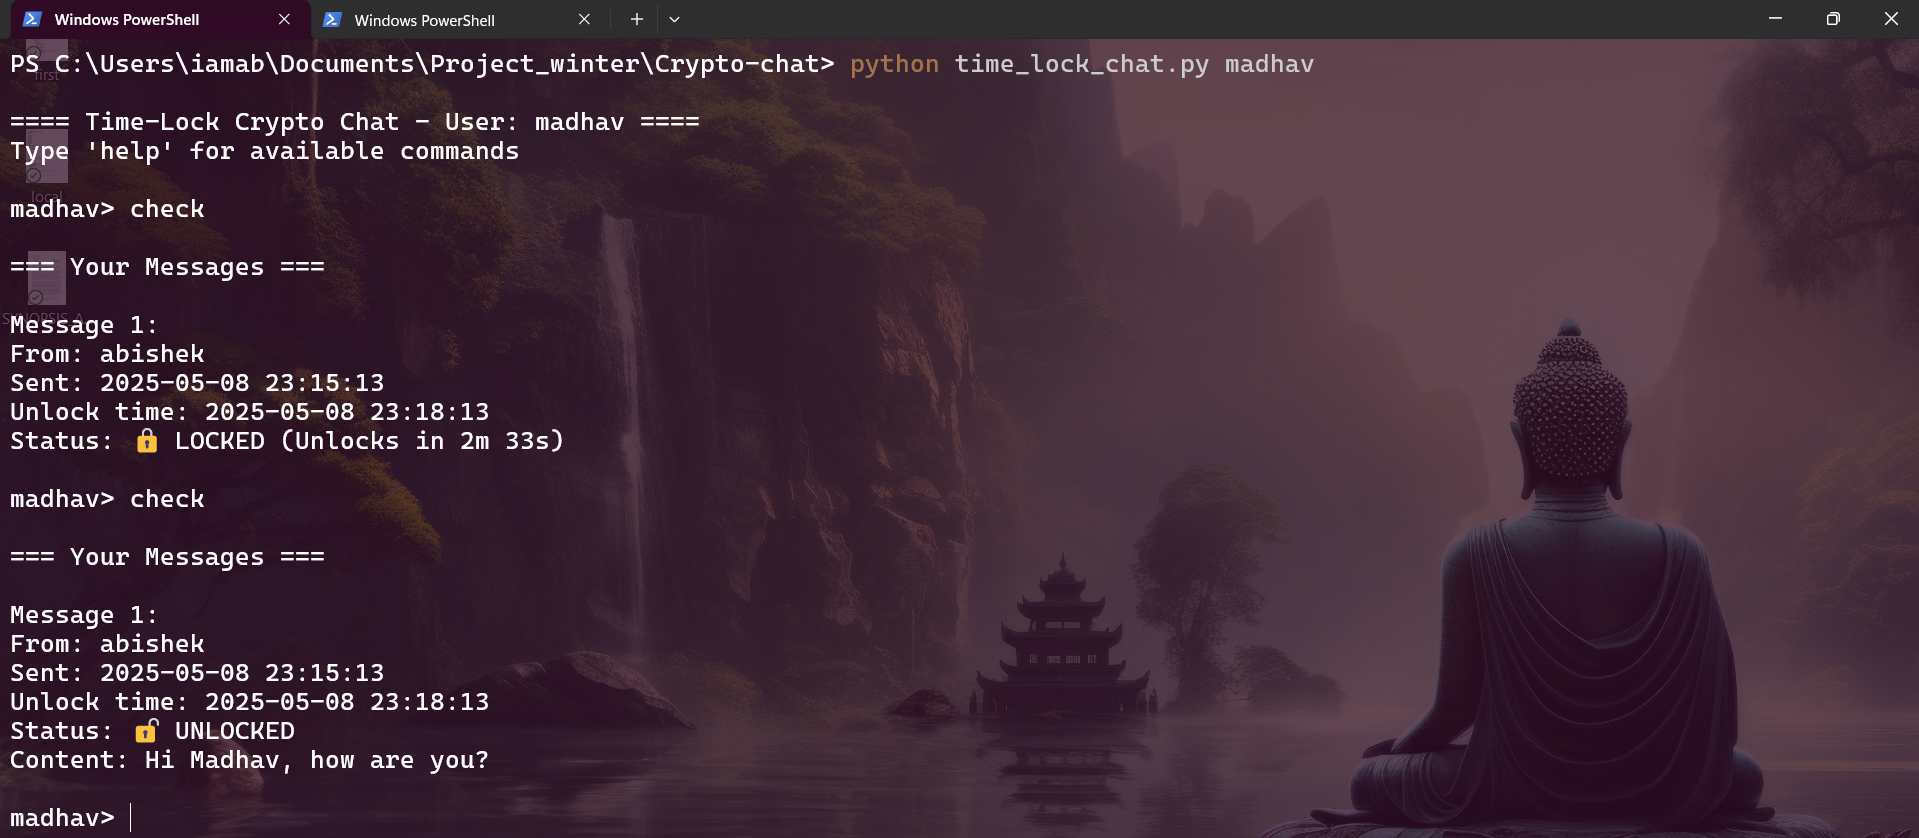 Windows PowerShell
Windows PowerShell
PS C:\Users\iamab\Documents\Project_winter\Crypto-chat> python time_lock_chat.py madhav
first
==== Time-Lock Crypto Chat - User: madhav ====
Type 'help' for available commands
local
madhav> check
=== Your Messages ===
Message 1:
From: abishek
Sent: 2025-05-08 23:15:13
Unlock time: 2025-05-08 23:18:13
Status: 🔒 LOCKED (Unlocks in 2m 33s)
madhav> check
=== Your Messages ===
Message 1:
From: abishek
Sent: 2025-05-08 23:15:13
Unlock time: 2025-05-08 23:18:13
Status: 🔓 UNLOCKED
Content: Hi Madhav, how are you?
madhav>